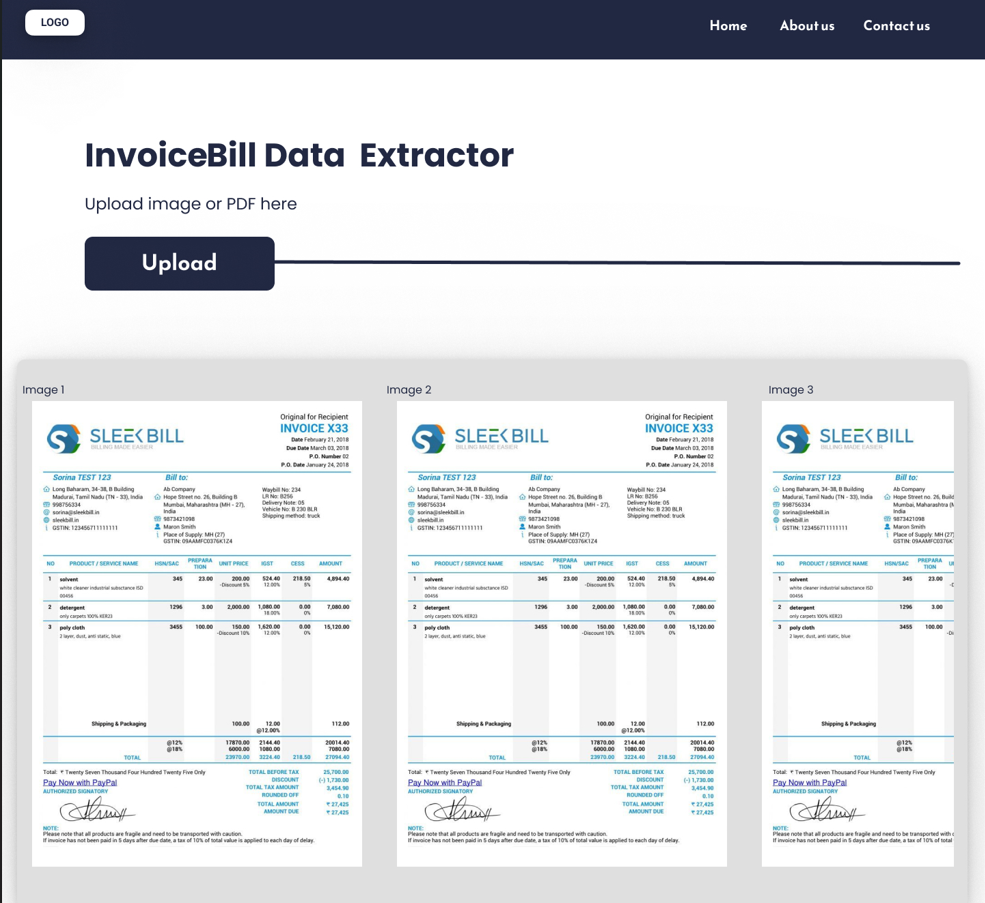 LOGO
Home About us Contact us
InvoiceBill Data Extractor
Upload image or PDF here
Upload
Image 1
Original for Recipient
INVOICE X33
SLEEK BILL
BILLING MADE EASIER
Date February 21, 2018
Due Date March 03, 2018
P.O. Number 02
P.O. Date January 24, 2018
Sorina TEST 123
Long Baharam, 34-38, B Building
Madurai, Tamil Nadu (TN - 33), India
998756334
sorina@sleekbill.in
sleekbill.in
GSTIN: 123456711111111
Bill to:
Ab Company
Hope Street no. 26, Building B
Mumbai, Maharashtra (MH - 27),
India
9873421098
Maron Smith
Place of Supply: MH (27)
GSTIN: 09AAMFC0376K1Z4
Waybill No: 234
LR No: B256
Delivery Note: 05
Vehicle No: B 230 BLR
Shipping method: truck
NO PRODUCT / SERVICE NAME HSN/SAC PREPARA UNIT PRICE IGST CESS AMOUNT
TION
1 solvent 345 23.00 200.00 524.40 218.50 4,894.40
-Discount 5% 12.00% 5%
white cleaner industrial substance ISO
00456
2 detergent 1296 3.00 2,000.00 1,080.00 0.00 7,080.00
only carpets 100% XER23 18.00% 0%
3 poly cloth 3455 100.00 150.00 1,620.00 0.00 15,120.00
2 layer, dust, anti static, blue -Discount 10% 12.00% 0%
Shipping & Packaging 100.00 12.00 112.00
@12.00%
@12% 17870.00 2144.40 20014.40
@18% 6000.00 1080.00 7080.00
TOTAL 23970.00 3224.40 218.50 27094.40
Total: ₹ Twenty Seven Thousand Four Hundred Twenty Five Only
Pay Now with PayPal
AUTHORIZED SIGNATORY
TOTAL BEFORE TAX 25,700.00
DISCOUNT (-) 1,730.00
TOTAL TAX AMOUNT 3,454.90
ROUNDED OFF 0.10
TOTAL AMOUNT ₹ 27,425
AMOUNT DUE ₹ 27,425
NOTE:
Please note that all products are fragile and need to be transported with caution.
If invoice has not been paid in 5 days after due date, a tax of 10% of total value is applied to each day of delay.
Image 2
Original for Recipient
INVOICE X33
SLEEK BILL
BILLING MADE EASIER
Date February 21, 2018
Due Date March 03, 2018
P.O. Number 02
P.O. Date January 24, 2018
Sorina TEST 123
Long Baharam, 34-38, B Building
Madurai, Tamil Nadu (TN - 33), India
998756334
sorina@sleekbill.in
sleekbill.in
GSTIN: 123456711111111
Bill to:
Ab Company
Hope Street no. 26, Building B
Mumbai, Maharashtra (MH - 27),
India
9873421098
Maron Smith
Place of Supply: MH (27)
GSTIN: 09AAMFC0376K1Z4
Waybill No: 234
LR No: B256
Delivery Note: 05
Vehicle No: B 230 BLR
Shipping method: truck
NO PRODUCT / SERVICE NAME HSN/SAC PREPARA UNIT PRICE IGST CESS AMOUNT
TION
1 solvent 345 23.00 200.00 524.40 218.50 4,894.40
-Discount 5% 12.00% 5%
white cleaner industrial substance ISO
00456
2 detergent 1296 3.00 2,000.00 1,080.00 0.00 7,080.00
only carpets 100% XER23 18.00% 0%
3 poly cloth 3455 100.00 150.00 1,620.00 0.00 15,120.00
2 layer, dust, anti static, blue -Discount 10% 12.00% 0%
Shipping & Packaging 100.00 12.00 112.00
@12.00%
@12% 17870.00 2144.40 20014.40
@18% 6000.00 1080.00 7080.00
TOTAL 23970.00 3224.40 218.50 27094.40
Total: ₹ Twenty Seven Thousand Four Hundred Twenty Five Only
Pay Now with PayPal
AUTHORIZED SIGNATORY
TOTAL BEFORE TAX 25,700.00
DISCOUNT (-) 1,730.00
TOTAL TAX AMOUNT 3,454.90
ROUNDED OFF 0.10
TOTAL AMOUNT ₹ 27,425
AMOUNT DUE ₹ 27,425
NOTE:
Please note that all products are fragile and need to be transported with caution.
If invoice has not been paid in 5 days after due date, a tax of 10% of total value is applied to each day of delay.
Image 3
SLEEK BILL
BILLING MADE EASIER
Sorina TEST 123
Long Baharam, 34-38, B Building
Madurai, Tamil Nadu (TN - 33), India
998756334
sorina@sleekbill.in
sleekbill.in
GSTIN: 123456711111111
Bill to:
Ab Company
Hope Street no. 26,
Mumbai, Maharashtra
India
9873421098
Maron Smith
Place of Supply: MH (27)
GSTIN:
NO PRODUCT / SERVICE NAME HSN/SAC PREPARA
TION
1 solvent 345 23.00
white cleaner industrial substance ISO
00456
2 detergent 1296 3.00
only carpets 100% XER23
3 poly cloth 3455 100.00
2 layer, dust, anti static, blue
Shipping & Packaging
@12%
@18%
TOTAL
Total: ₹ Twenty Seven Thousand Four Hundred Twenty Five Only
Pay Now with PayPal
AUTHORIZED SIGNATORY
NOTE:
Please note that all products are fragile and need to be transported with
If invoice has not been paid in 5 days after due date, a tax of 10% of total